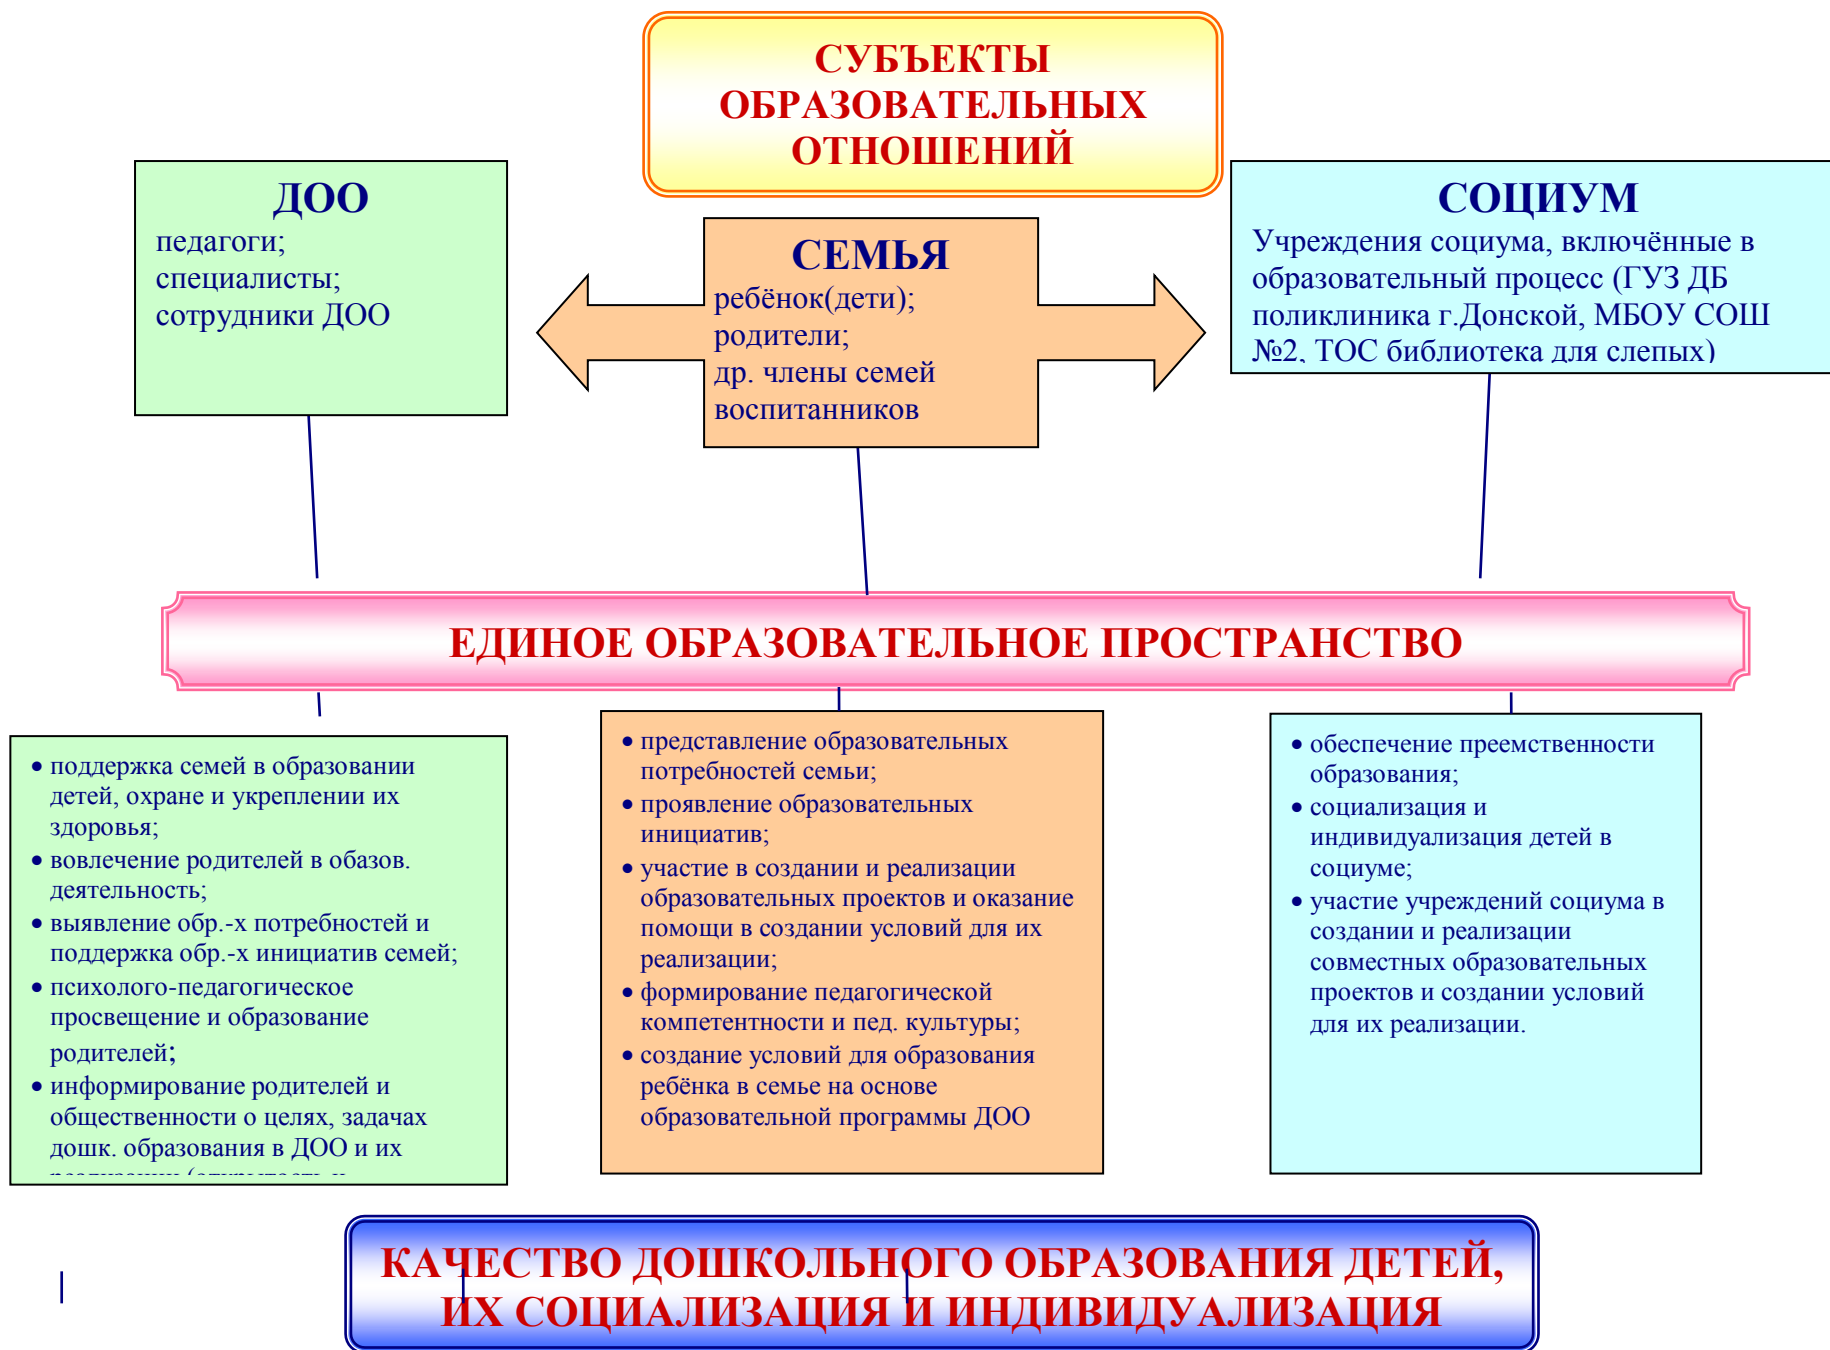 СУБЪЕКТЫ
ОБРАЗОВАТЕЛЬНЫХ
ОТНОШЕНИЙ
ДОО
педагоги;
специалисты;
сотрудники ДОО
СЕМЬЯ
ребёнок(дети);
родители;
др. члены семей
воспитанников
СОЦИУМ
Учреждения социума, включённые в
образовательный процесс (ГУЗ ДБ
поликлиника г.Донской, МБОУ СОШ
№2, ТОС библиотека для слепых)
ЕДИНОЕ ОБРАЗОВАТЕЛЬНОЕ ПРОСТРАНСТВО
• поддержка семей в образовании
детей, охране и укреплении их
здоровья;
• вовлечение родителей в обазов.
деятельность;
• выявление обр.-х потребностей и
поддержка обр.-х инициатив семей;
• психолого-педагогическое
просвещение и образование
родителей;
• информирование родителей и
общественности о целях, задачах
дошк. образования в ДОО и их
• представление образовательных
потребностей семьи;
• проявление образовательных
инициатив;
• участие в создании и реализации
образовательных проектов и оказание
помощи в создании условий для их
реализации;
• формирование педагогической
компетентности и пед. культуры;
• создание условий для образования
ребёнка в семье на основе
образовательной программы ДОО
• обеспечение преемственности
образования;
• социализация и
индивидуализация детей в
социуме;
• участие учреждений социума в
создании и реализации
совместных образовательных
проектов и создании условий
для их реализации.
КАЧЕСТВО ДОШКОЛЬНОГО ОБРАЗОВАНИЯ ДЕТЕЙ,
ИХ СОЦИАЛИЗАЦИЯ И ИНДИВИДУАЛИЗАЦИЯ